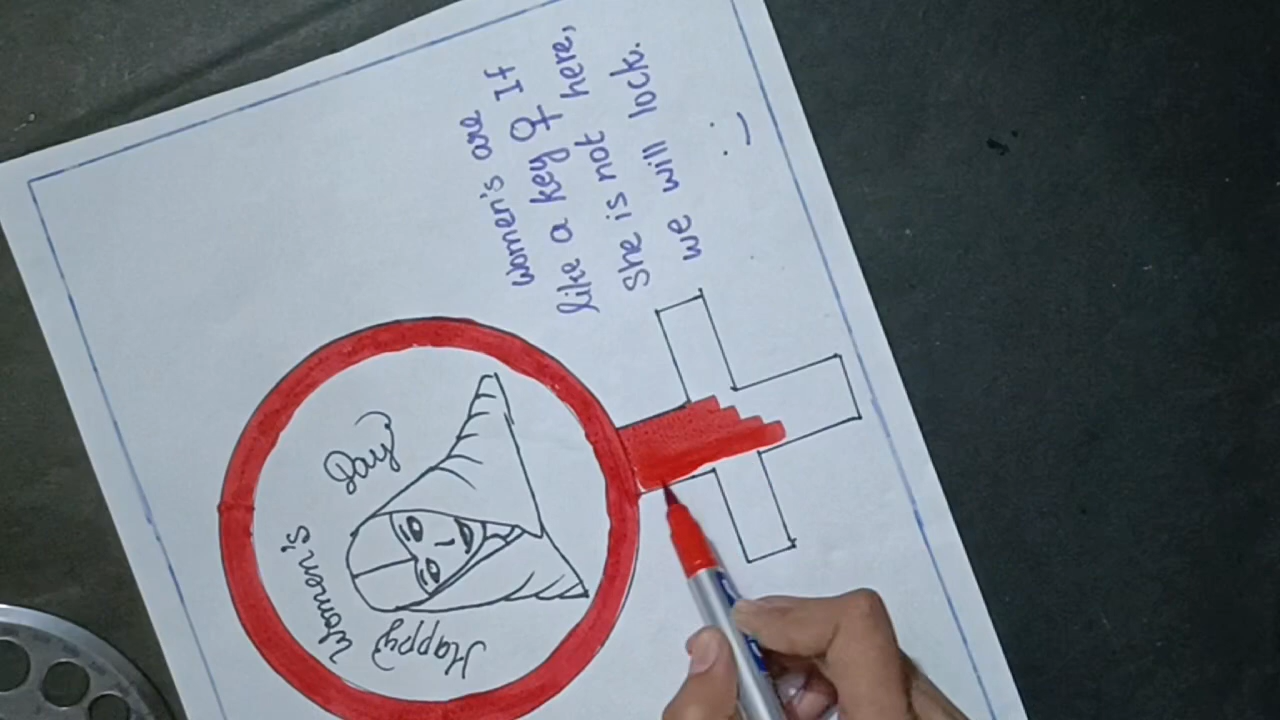 Happy
Women's
Day
Women's are
like a key If
She is not here,
we will lock.